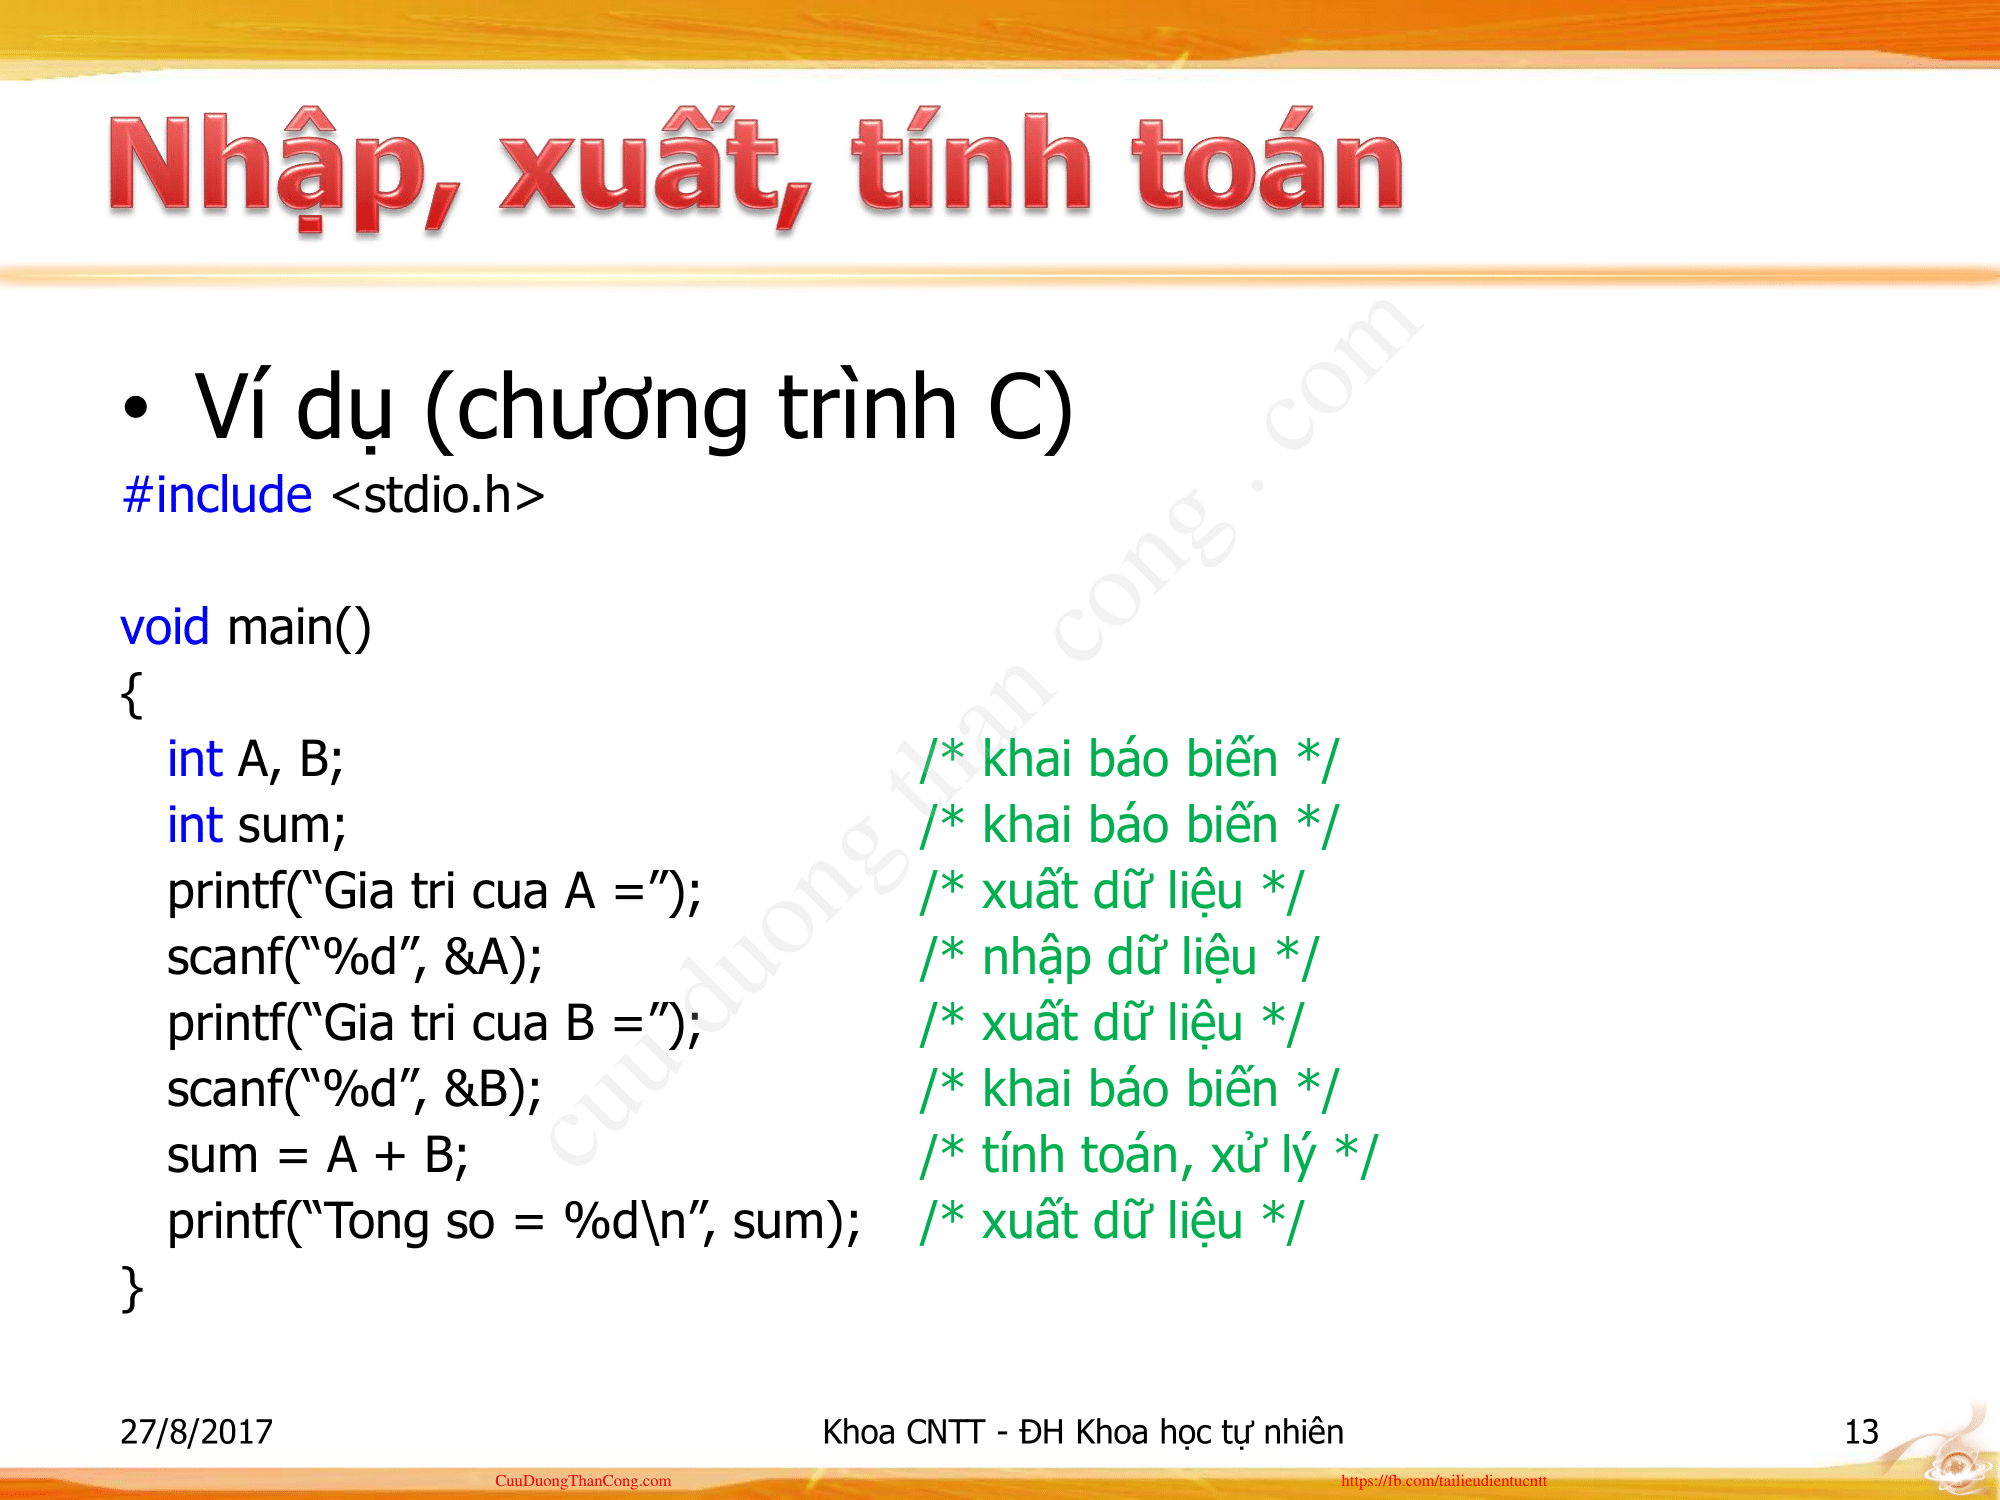 Nhập, xuất, tính toán
• Ví dụ (chương trình C)
#include <stdio.h>
void main()
{
int A, B; /* khai báo biến */
int sum; /* khai báo biến */
printf(“Gia tri cua A =”); /* xuất dữ liệu */
scanf(“%d”, &A); /* nhập dữ liệu */
printf(“Gia tri cua B =”); /* xuất dữ liệu */
scanf(“%d”, &B); /* khai báo biến */
sum = A + B; /* tính toán, xử lý */
printf(“Tong so = %d\n”, sum); /* xuất dữ liệu */
}
cuu duong than cong . com
27/8/2017 Khoa CNTT - ĐH Khoa học tự nhiên 13
CuuDuongThanCong.com https://fb.com/tailieudientucntt